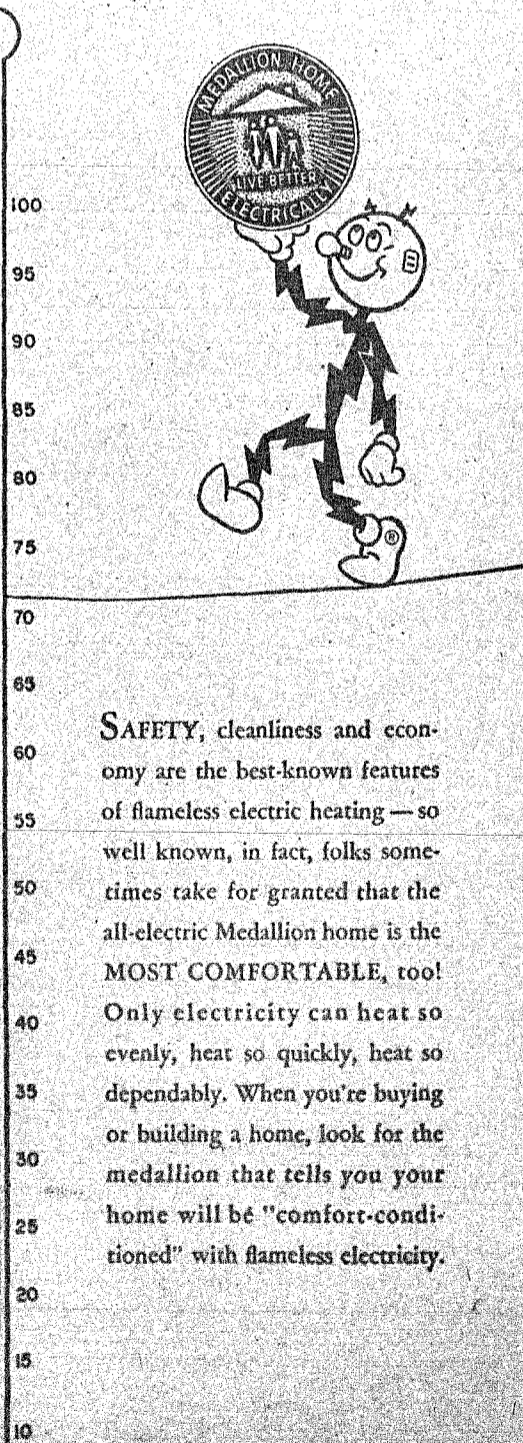 MEDALLION HOME
LIVE BETTER
ELECTRICALLY
®
100
95
90
85
80
75
70
65
60
55
50
45
40
35
30
25
20
15
10
SAFETY, cleanliness and econ-
omy are the best-known features
of flameless electric heating — so
well known, in fact, folks some-
times take for granted that the
all-electric Medallion home is the
MOST COMFORTABLE, too!
Only electricity can heat so
evenly, heat so quickly, heat so
dependably. When you're buying
or building a home, look for the
medallion that tells you your
home will be "comfort-condi-
tioned" with flameless electricity.